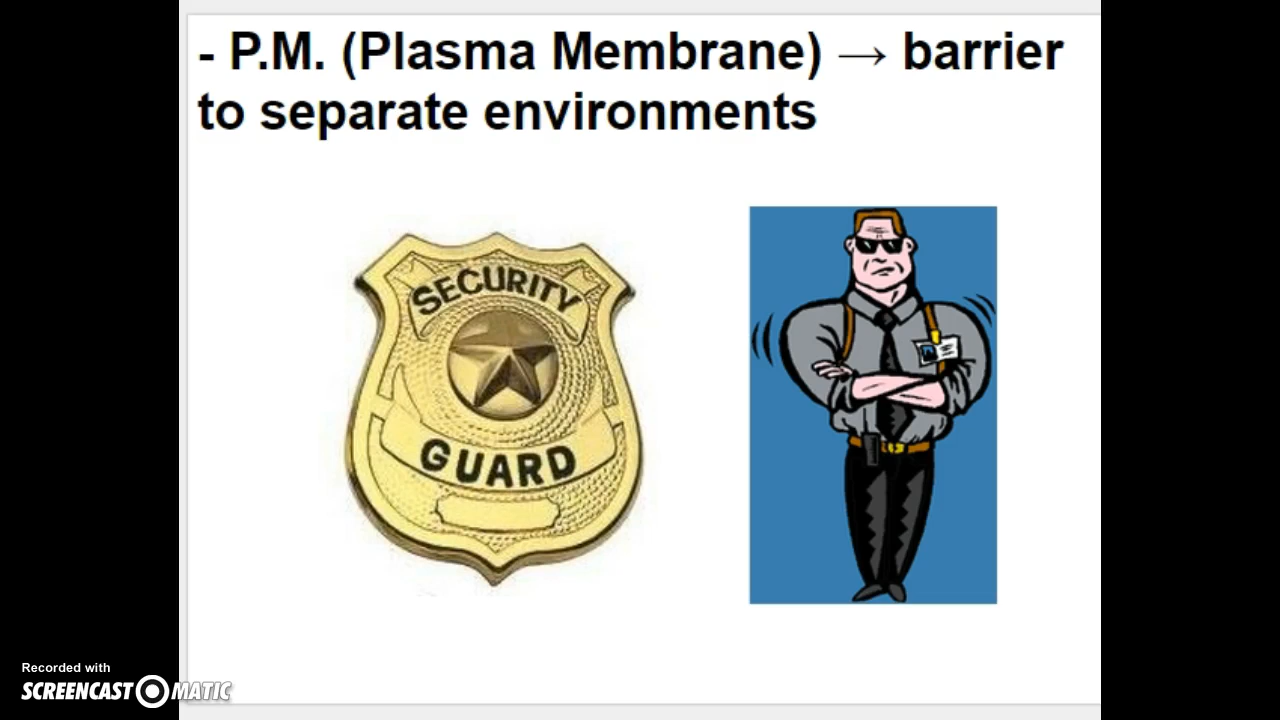 - P.M. (Plasma Membrane) → barrier
to separate environments
SECURITY
GUARD
Recorded with
SCREENCAST MATIC